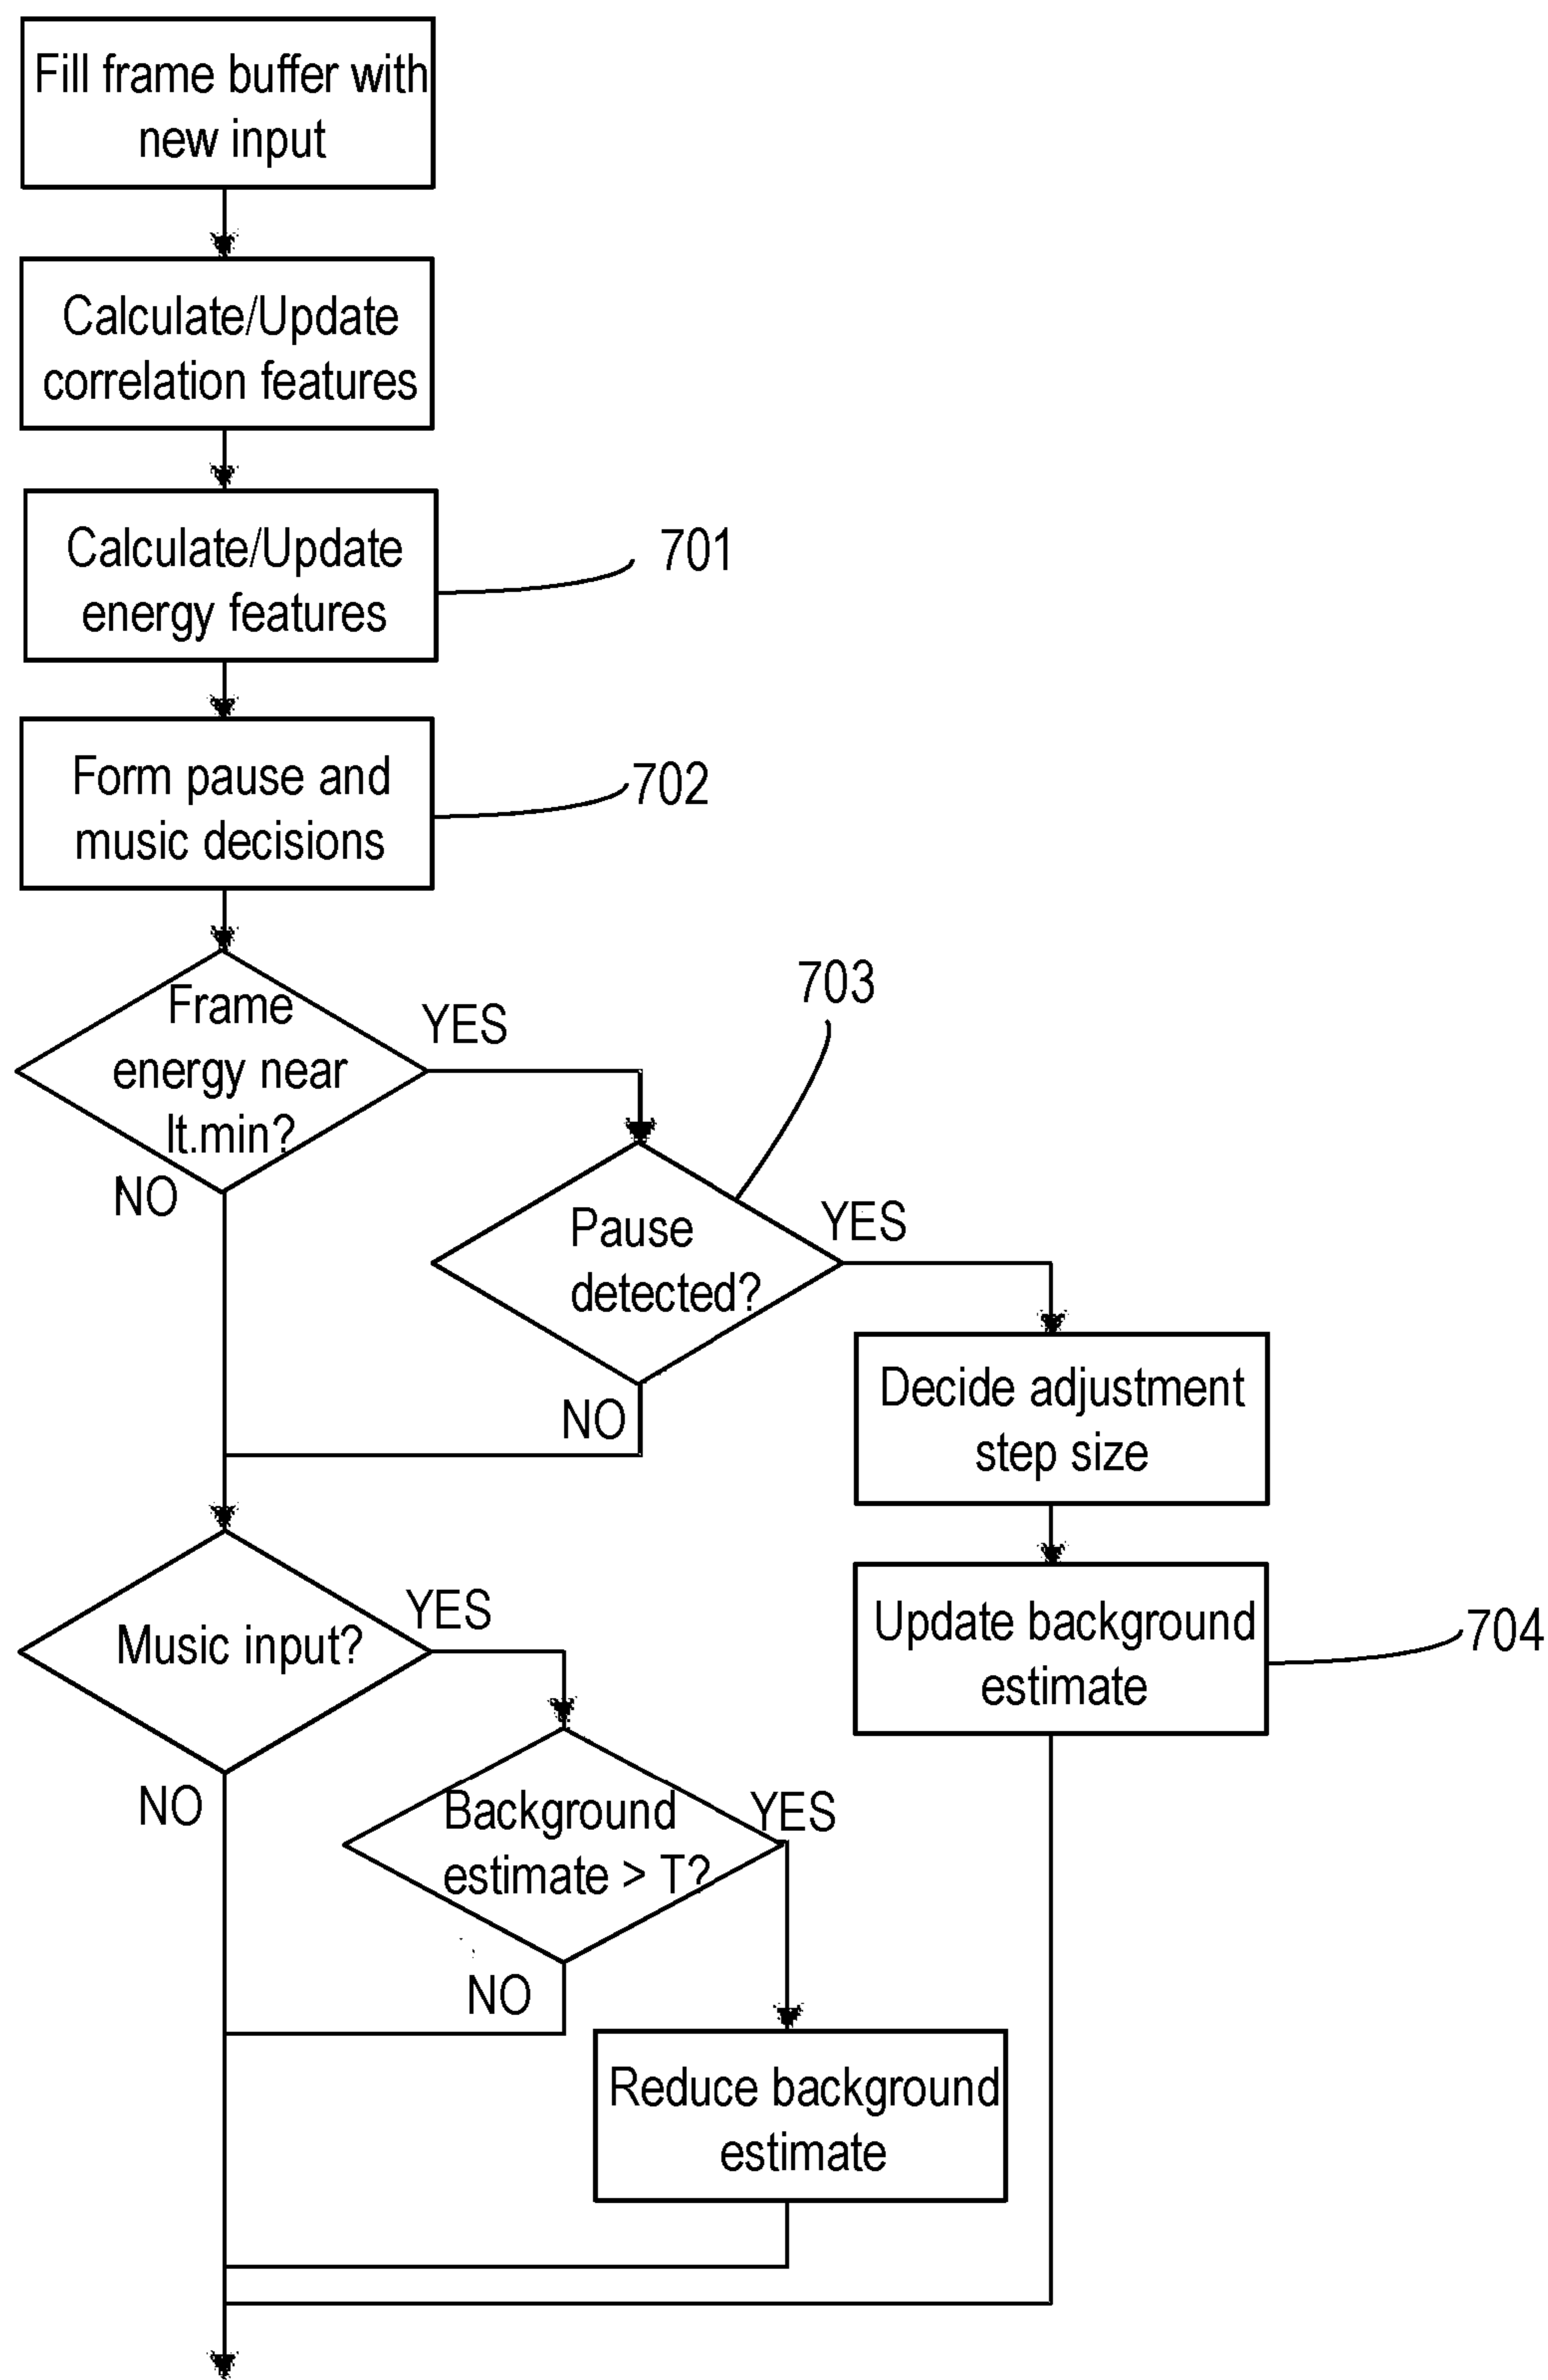 Fill frame buffer with
new input
Calculate/Update
correlation features
Calculate/Update
energy features
701
Form pause and
music decisions
702
Frame
energy near
lt.min?
YES
NO
703
Pause
detected?
YES
NO
Decide adjustment
step size
Update background
estimate
704
Music input?
YES
NO
Background
estimate > T?
YES
NO
Reduce background
estimate